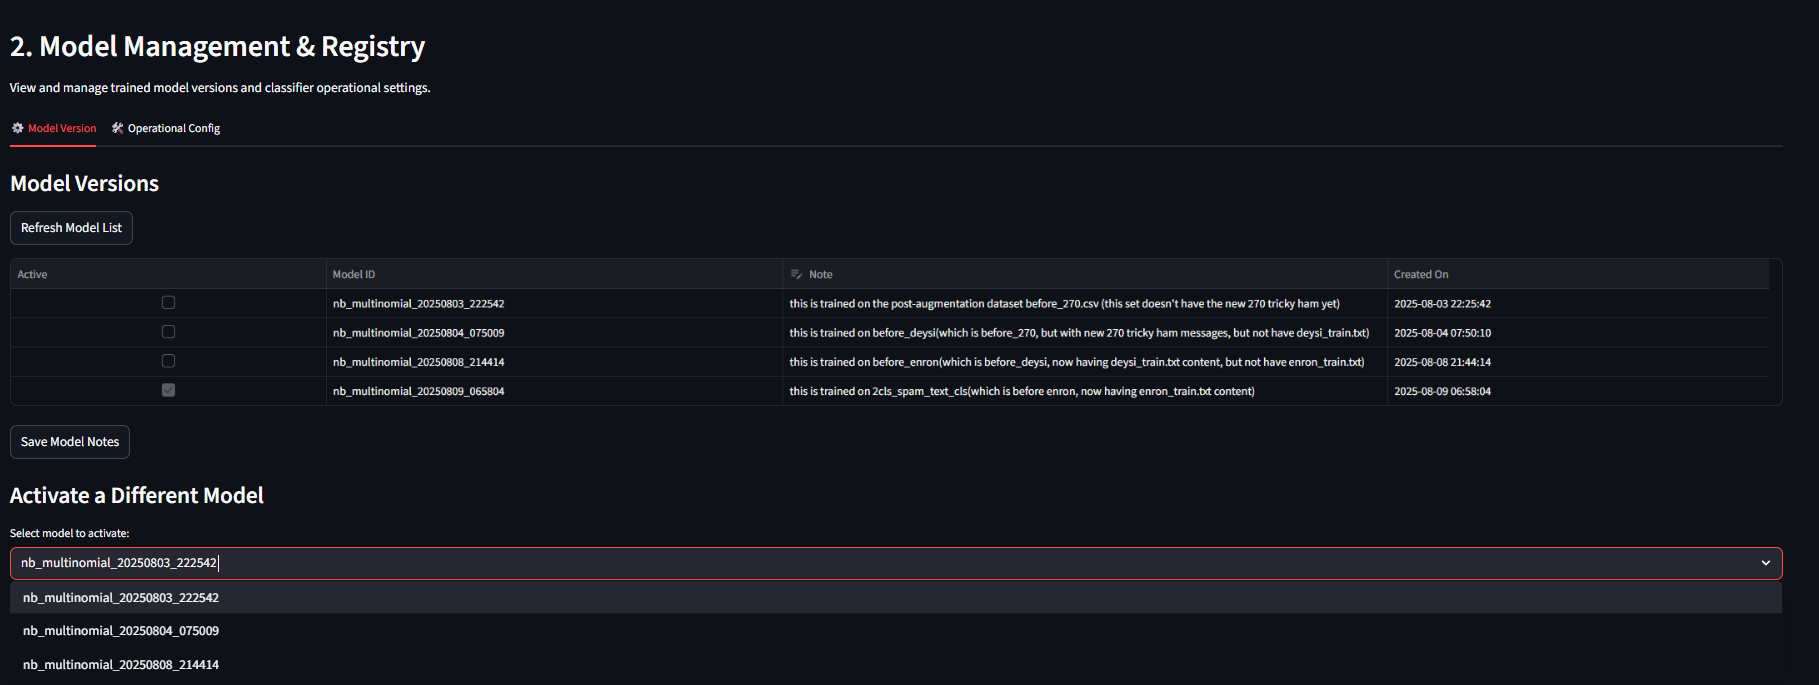 2. Model Management & Registry
View and manage trained model versions and classifier operational settings.
Model Version Operational Config
Model Versions
Refresh Model List
Active Model ID Note Created On
nb_multinomial_20250803_222542 this is trained on the post-augmentation dataset before_270.csv (this set doesn't have the new 270 tricky ham yet) 2025-08-03 22:25:42
nb_multinomial_20250804_075009 this is trained on before_deysi(which is before_270, but with new 270 tricky ham messages, but not have deysi_train.txt) 2025-08-04 07:50:10
nb_multinomial_20250808_214414 this is trained on before_enron(which is before_deysi, now having deysi_train.txt content, but not have enron_train.txt) 2025-08-08 21:44:14
nb_multinomial_20250809_065804 this is trained on 2cls_spam_text_cls(which is before enron, now having enron_train.txt content) 2025-08-09 06:58:04
Save Model Notes
Activate a Different Model
Select model to activate:
nb_multinomial_20250803_222542
nb_multinomial_20250803_222542
nb_multinomial_20250804_075009
nb_multinomial_20250808_214414